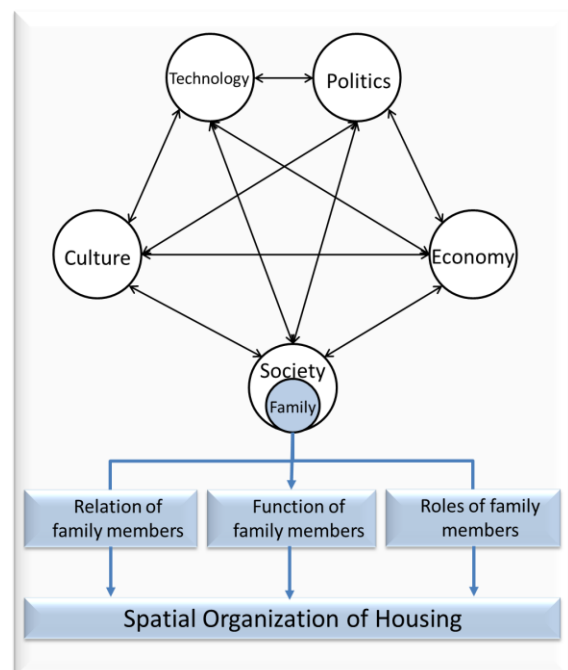 Technology
Politics
Culture
Economy
Society
Family
Relation of
family members
Function of
family members
Roles of family
members
Spatial Organization of Housing